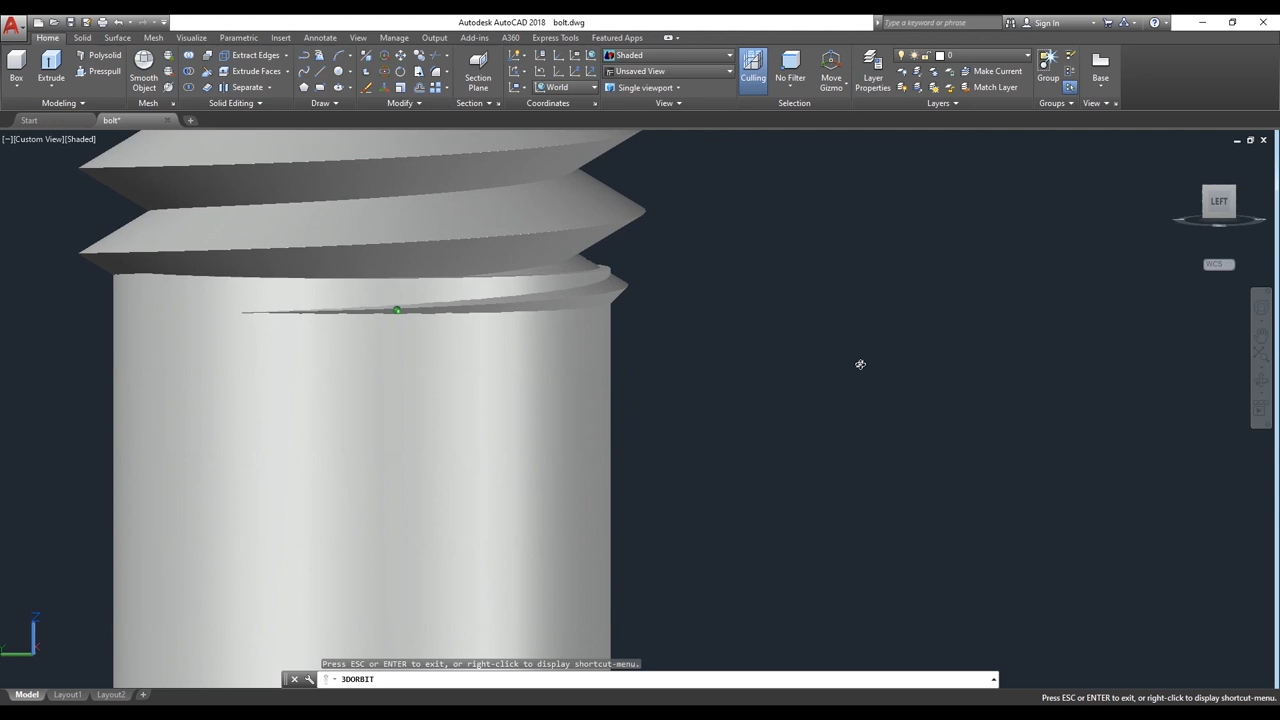 Autodesk AutoCAD 2018 bolt.dwg
Type a keyword or phrase
Sign In
Home Solid Surface Mesh Visualize Parametric Insert Annotate View Manage Output Add-ins A360 Express Tools Featured Apps
Box
Extrude
Polysolid
Presspull
Modeling
Smooth
Object
Mesh
Extract Edges
Extrude Faces
Separate
Solid Editing
Draw
Modify
Section
Plane
Section
World
Coordinates
Shaded
Unsaved View
Single viewport
View
Culling
No Filter
Move
Gizmo
Selection
Layer
Properties
0
Make Current
Match Layer
Layers
Group
Groups
Base
View
Start
bolt*
[−][Custom View][Shaded]
LEFT
WCS
Z
Y
X
Press ESC or ENTER to exit, or right-click to display shortcut-menu.
3DORBIT
Model Layout1 Layout2
Press ESC or ENTER to exit, or right-click to display shortcut-menu.